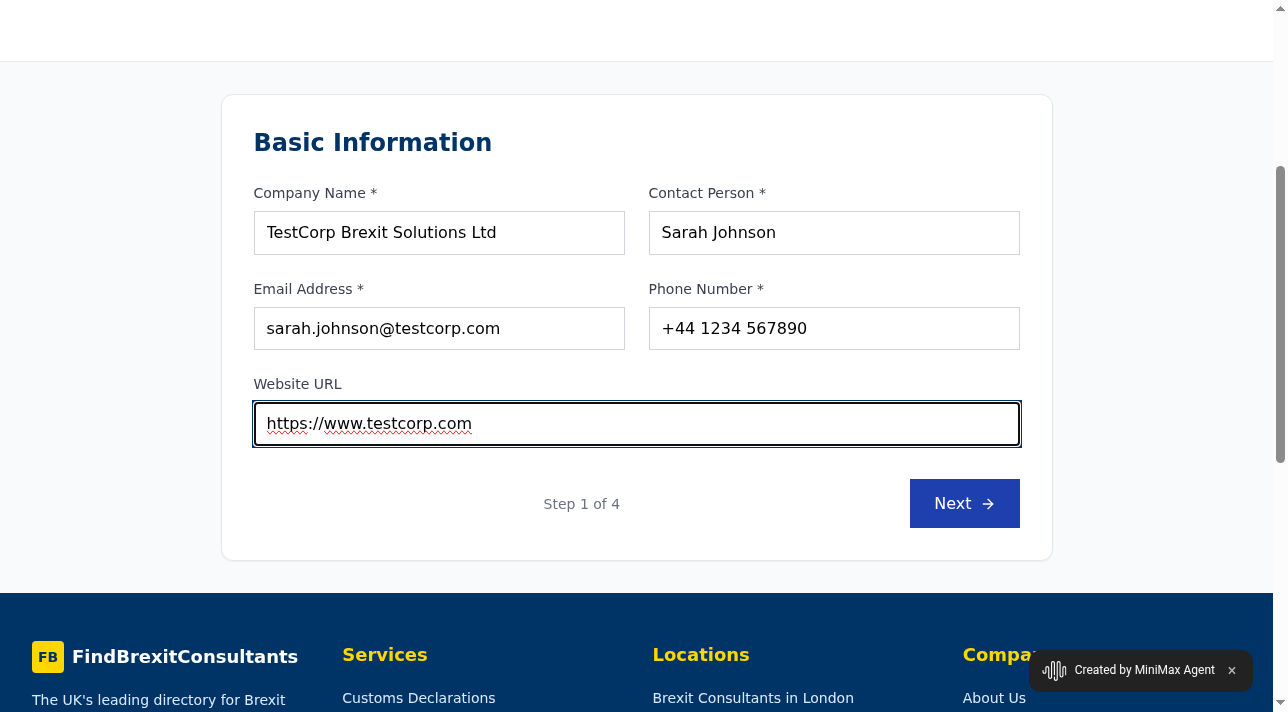 Basic Information
Company Name *
Contact Person *
TestCorp Brexit Solutions Ltd
Sarah Johnson
Email Address *
Phone Number *
sarah.johnson@testcorp.com
+44 1234 567890
Website URL
https://www.testcorp.com
Step 1 of 4
Next →
FB FindBrexitConsultants
Services
Locations
Compa
Created by MiniMax Agent ×
The UK's leading directory for Brexit
Customs Declarations
Brexit Consultants in London
About Us